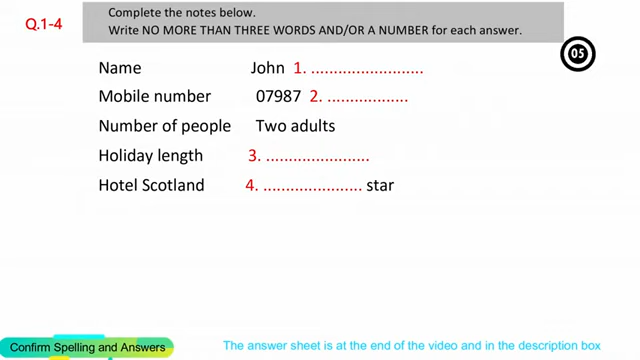 Q.1-4
Complete the notes below.
Write NO MORE THAN THREE WORDS AND/OR A NUMBER for each answer.
05
Name John 1. .........................
Mobile number 07987 2. ..................
Number of people Two adults
Holiday length 3. .......................
Hotel Scotland 4. ...................... star
Confirm Spelling and Answers
The answer sheet is at the end of the video and in the description box